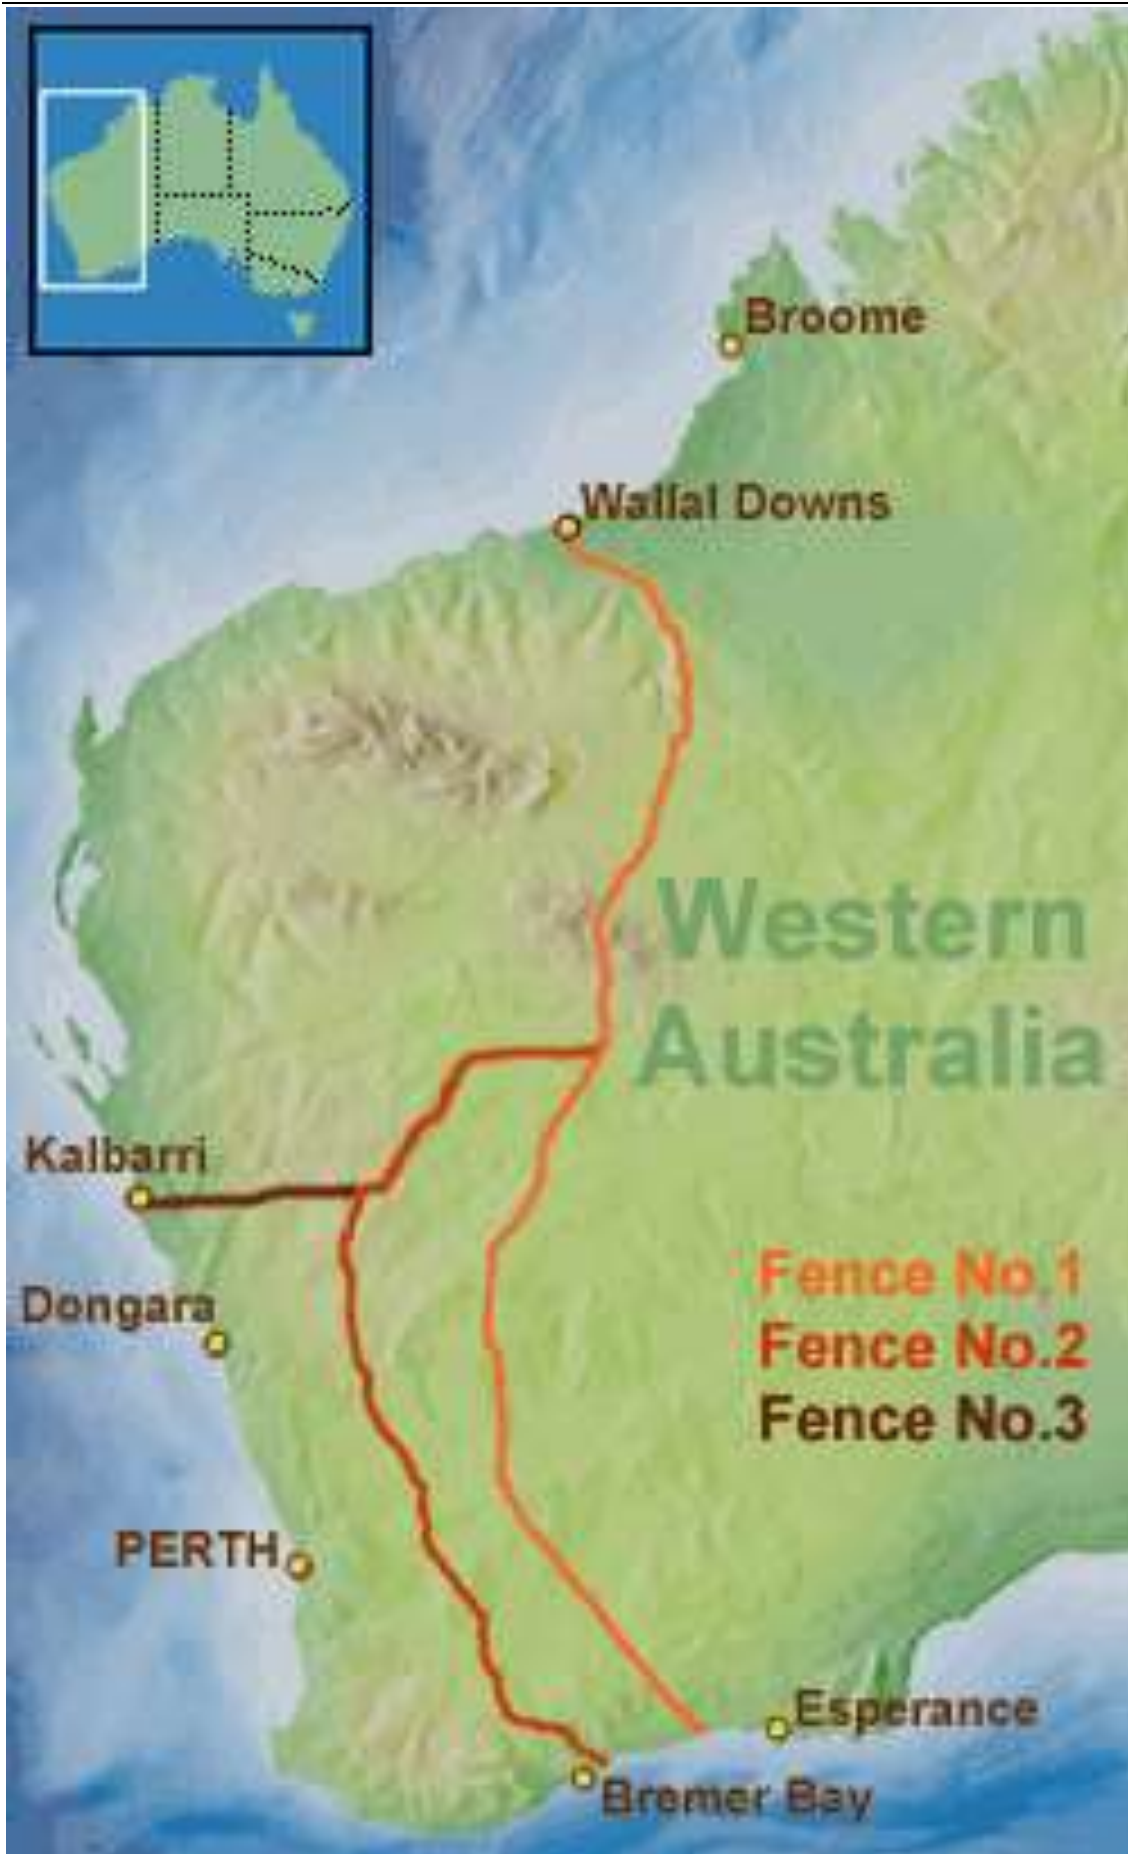 Broome
Wallal Downs
Western
Australia
Kalbarri
Fence No.1
Dongara
Fence No.2
Fence No.3
PERTH
Esperance
Bremer Bay